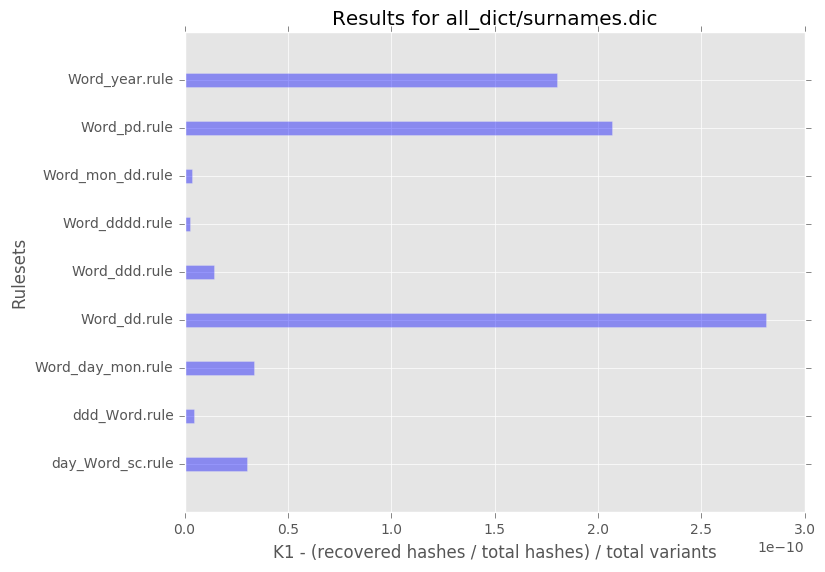 Results for all_dict/surnames.dic
Word_year.rule
Word_pd.rule
Word_mon_dd.rule
Word_dddd.rule
Word_ddd.rule
Word_dd.rule
Word_day_mon.rule
ddd_Word.rule
day_Word_sc.rule
Rulesets
0.0 0.5 1.0 1.5 2.0 2.5 3.0
1e−10
K1 - (recovered hashes / total hashes) / total variants